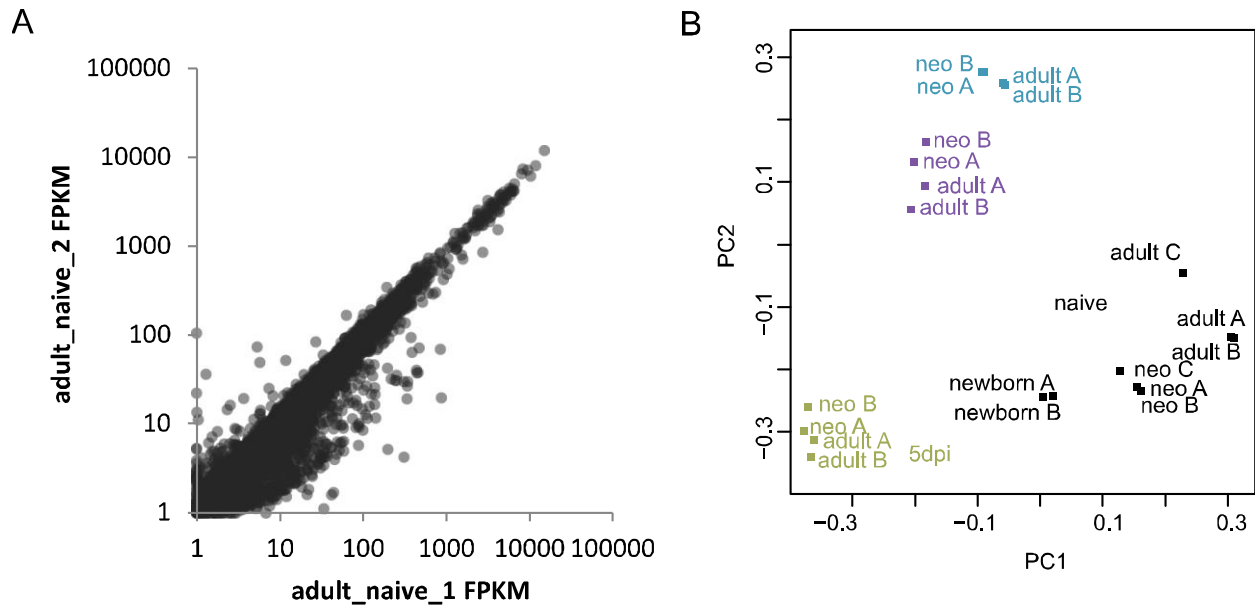 A
100000
10000
1000
100
10
1
1 10 100 1000 10000 100000
adult_naive_2 FPKM
adult_naive_1 FPKM
B
0.3
0.1
−0.1
−0.3
PC2
neo B
neo A
adult A
adult B
neo B
neo A
adult A
adult B
adult C
naive
adult A
adult B
neo C
newborn A
neo A
newborn B
neo B
neo B
neo A
adult A
adult B
5dpi
−0.3 −0.1 0.1 0.3
PC1